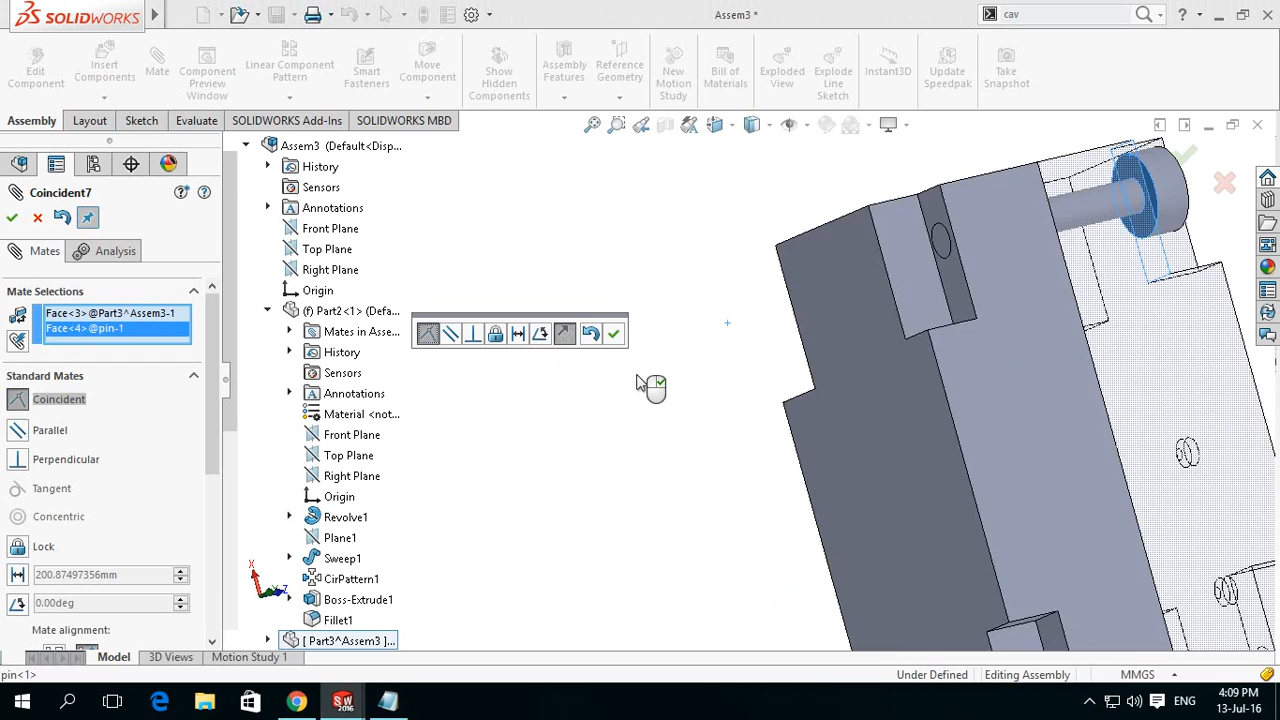 SOLIDWORKS
Assem3 *
cav
Edit Component
Insert Components
Mate
Component Preview Window
Linear Component Pattern
Smart Fasteners
Move Component
Show Hidden Components
Assembly Features
Reference Geometry
New Motion Study
Bill of Materials
Exploded View
Explode Line Sketch
Instant3D
Update Speedpak
Take Snapshot
Assembly
Layout
Sketch
Evaluate
SOLIDWORKS Add-Ins
SOLIDWORKS MBD
Coincident7
Mates
Analysis
Mate Selections
Face<3> @Part3^Assem3-1
Face<4> @pin-1
Standard Mates
Coincident
Parallel
Perpendicular
Tangent
Concentric
Lock
200.87497356mm
0.00deg
Mate alignment:
Assem3 (Default<Disp...
History
Sensors
Annotations
Front Plane
Top Plane
Right Plane
Origin
(f) Part2<1> (Defa...
Mates in Asse...
History
Sensors
Annotations
Material <not...
Front Plane
Top Plane
Right Plane
Origin
Revolve1
Plane1
Sweep1
CirPattern1
Boss-Extrude1
Fillet1
[ Part3^Assem3 ]...
X
Z
Model
3D Views
Motion Study 1
pin<1>
Under Defined
Editing Assembly
MMGS
SW
2016
ENG
4:09 PM
13-Jul-16